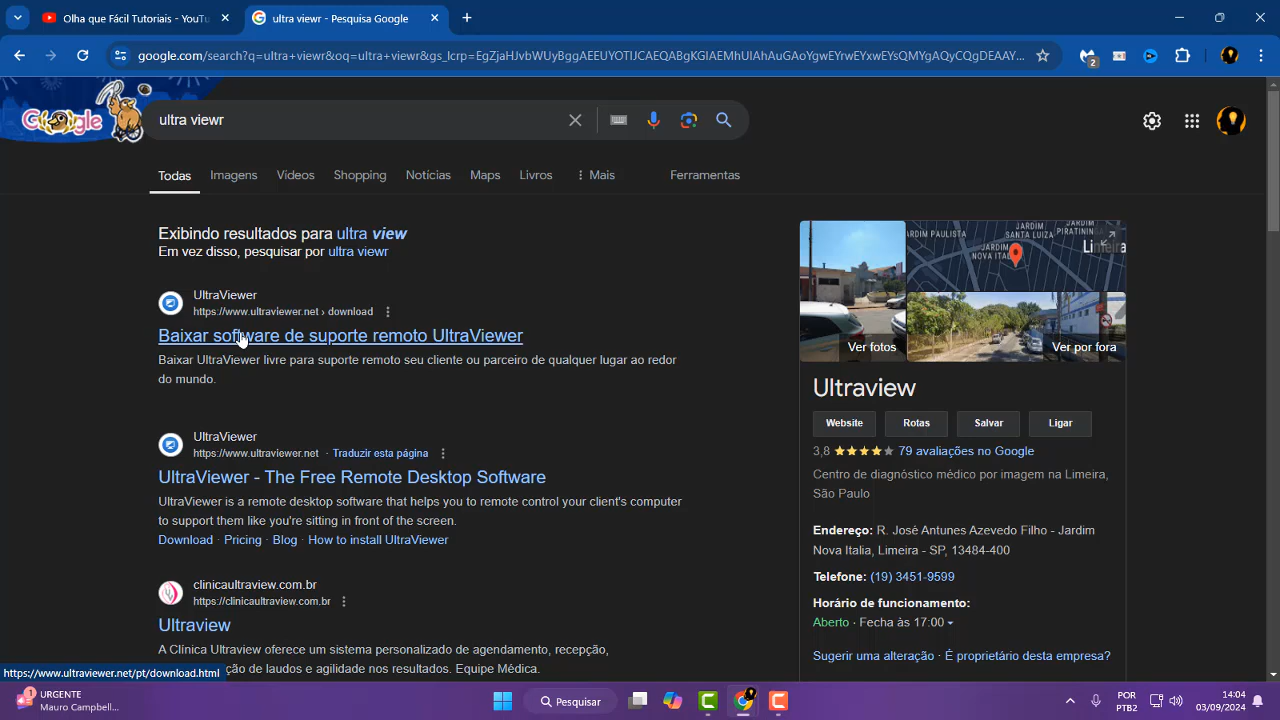 Olha que Fácil Tutoriais - YouTu
ultra viewr - Pesquisa Google
google.com/search?q=ultra+viewr&oq=ultra+viewr&gs_lcrp=EgZjaHJvbWUyBggAEEUYOTIJCAEQABgKGIAEMhUIAhAuGAoYgwEYrwEYxwEYsQMYgAQyCQgDEAAY...
2
Google
ultra viewr
Todas
Imagens
Vídeos
Shopping
Notícias
Maps
Livros
Mais
Ferramentas
Exibindo resultados para ultra view
Em vez disso, pesquisar por ultra viewr
UltraViewer
https://www.ultraviewer.net › download
Baixar software de suporte remoto UltraViewer
Baixar UltraViewer livre para suporte remoto seu cliente ou parceiro de qualquer lugar ao redor
do mundo.
UltraViewer
https://www.ultraviewer.net · Traduzir esta página
UltraViewer - The Free Remote Desktop Software
UltraViewer is a remote desktop software that helps you to remote control your client's computer
to support them like you're sitting in front of the screen.
Download · Pricing · Blog · How to install UltraViewer
clinicaultraview.com.br
https://clinicaultraview.com.br
Ultraview
A Clínica Ultraview oferece um sistema personalizado de agendamento, recepção,
ção de laudos e agilidade nos resultados. Equipe Médica.
https://www.ultraviewer.net/pt/download.html
JARDIM PAULISTA
JARDIM SANTA LUIZA
JARDIM PIRATININ
JARDIM NOVA ITAL
Limeira
Ver fotos
Ver por fora
Ultraview
Website
Rotas
Salvar
Ligar
3,8
79 avaliações no Google
Centro de diagnóstico médico por imagem na Limeira,
São Paulo
Endereço: R. José Antunes Azevedo Filho - Jardim
Nova Italia, Limeira - SP, 13484-400
Telefone: (19) 3451-9599
Horário de funcionamento:
Aberto · Fecha às 17:00
Sugerir uma alteração · É proprietário desta empresa?
1
URGENTE
Mauro Campbell...
Pesquisar
POR
PTB2
14:04
03/09/2024